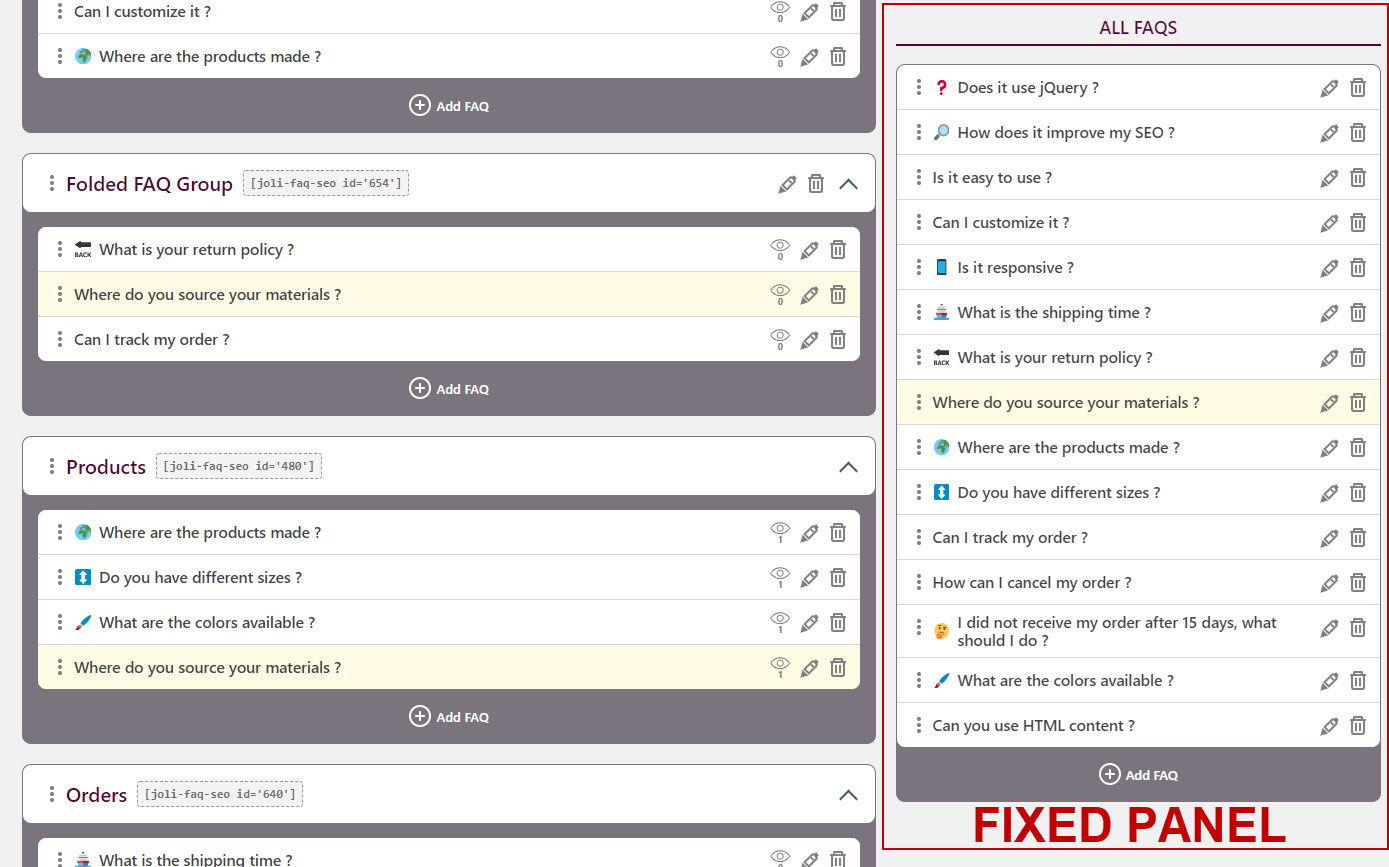 Can I customize it ?
0
Where are the products made ?
0
Add FAQ
Folded FAQ Group
[joli-faq-seo id='654']
BACK
What is your return policy ?
0
Where do you source your materials ?
0
Can I track my order ?
0
Add FAQ
Products
[joli-faq-seo id='480']
Where are the products made ?
1
Do you have different sizes ?
1
What are the colors available ?
1
Where do you source your materials ?
1
Add FAQ
Orders
[joli-faq-seo id='640']
What is the shipping time ?
ALL FAQS
Does it use jQuery ?
How does it improve my SEO ?
Is it easy to use ?
Can I customize it ?
Is it responsive ?
What is the shipping time ?
BACK
What is your return policy ?
Where do you source your materials ?
Where are the products made ?
Do you have different sizes ?
Can I track my order ?
How can I cancel my order ?
I did not receive my order after 15 days, what
should I do ?
What are the colors available ?
Can you use HTML content ?
Add FAQ
FIXED PANEL